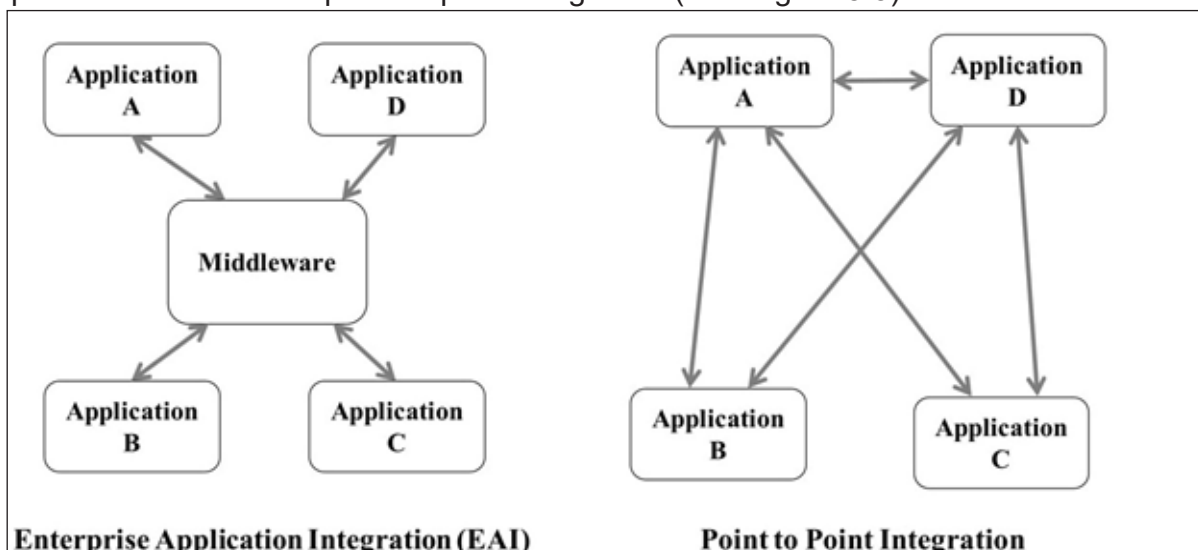 Application
A
Application
D
Middleware
Application
B
Application
C
Enterprise Application Integration (EAI)
Application
A
Application
D
Application
B
Application
C
Point to Point Integration